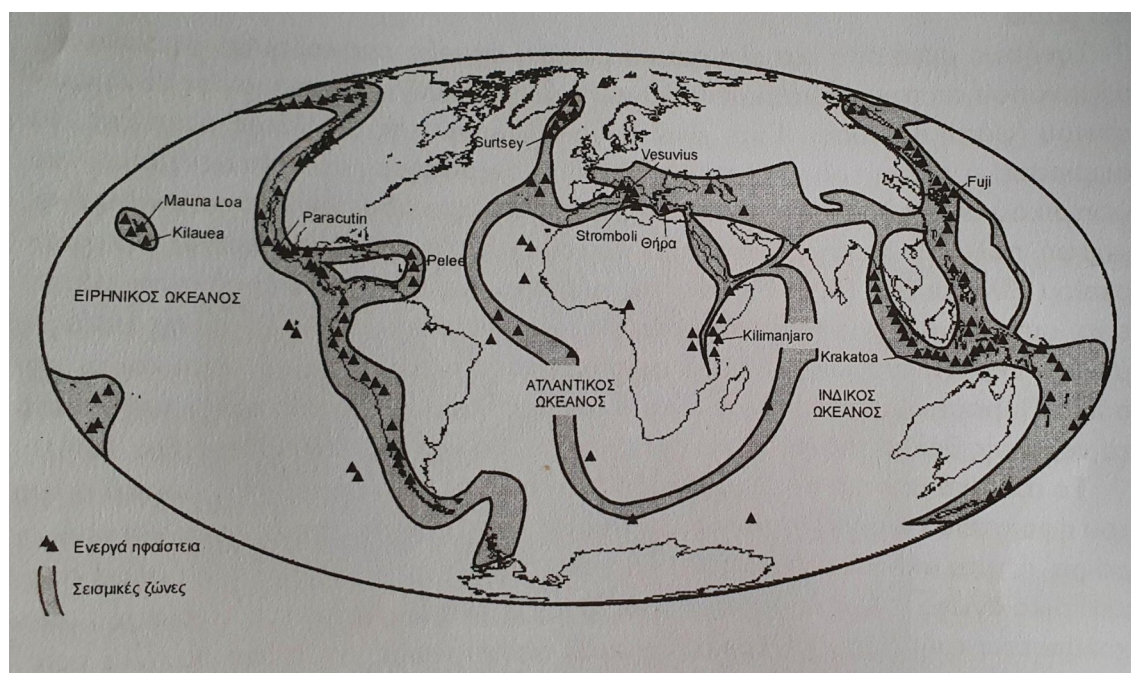 Surtsey
Vesuvius
Fuji
Mauna Loa
Paracutin
Kilauea
Stromboli
Θήρα
Pelee
ΕΙΡΗΝΙΚΟΣ ΩΚΕΑΝΟΣ
Kilimanjaro
Krakatoa
ΑΤΛΑΝΤΙΚΟΣ
ΩΚΕΑΝΟΣ
ΙΝΔΙΚΟΣ
ΩΚΕΑΝΟΣ
Ενεργά ηφαίστεια
Σεισμικές ζώνες